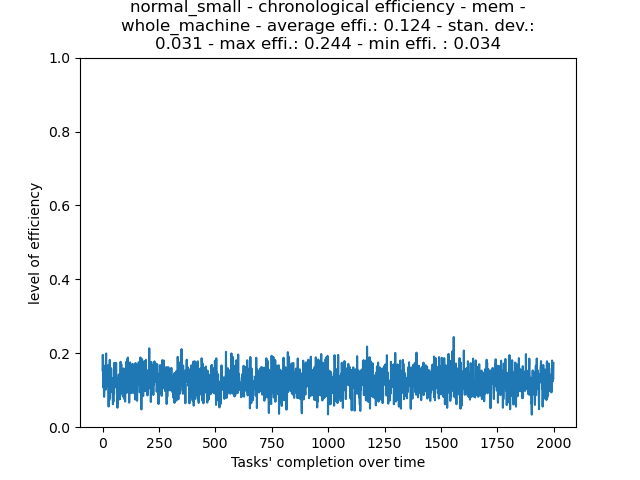 normal_small - chronological efficiency - mem -
whole_machine - average effi.: 0.124 - stan. dev.:
0.031 - max effi.: 0.244 - min effi. : 0.034
1.0
0.8
0.6
0.4
0.2
0.0
level of efficiency
0 250 500 750 1000 1250 1500 1750 2000
Tasks' completion over time